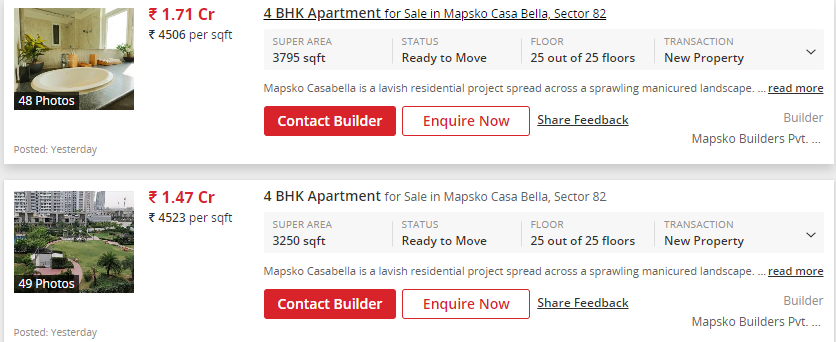 ₹ 1.71 Cr
₹ 4506 per sqft
48 Photos
Posted: Yesterday
4 BHK Apartment for Sale in Mapsko Casa Bella, Sector 82
SUPER AREA STATUS FLOOR TRANSACTION
3795 sqft Ready to Move 25 out of 25 floors New Property
Mapsko Casabella is a lavish residential project spread across a sprawling manicured landscape. ... read more
Contact Builder Enquire Now Share Feedback
Builder
Mapsko Builders Pvt. ...
₹ 1.47 Cr
₹ 4523 per sqft
49 Photos
Posted: Yesterday
4 BHK Apartment for Sale in Mapsko Casa Bella, Sector 82
SUPER AREA STATUS FLOOR TRANSACTION
3250 sqft Ready to Move 25 out of 25 floors New Property
Mapsko Casabella is a lavish residential project spread across a sprawling manicured landscape. ... read more
Contact Builder Enquire Now Share Feedback
Builder
Mapsko Builders Pvt. ...